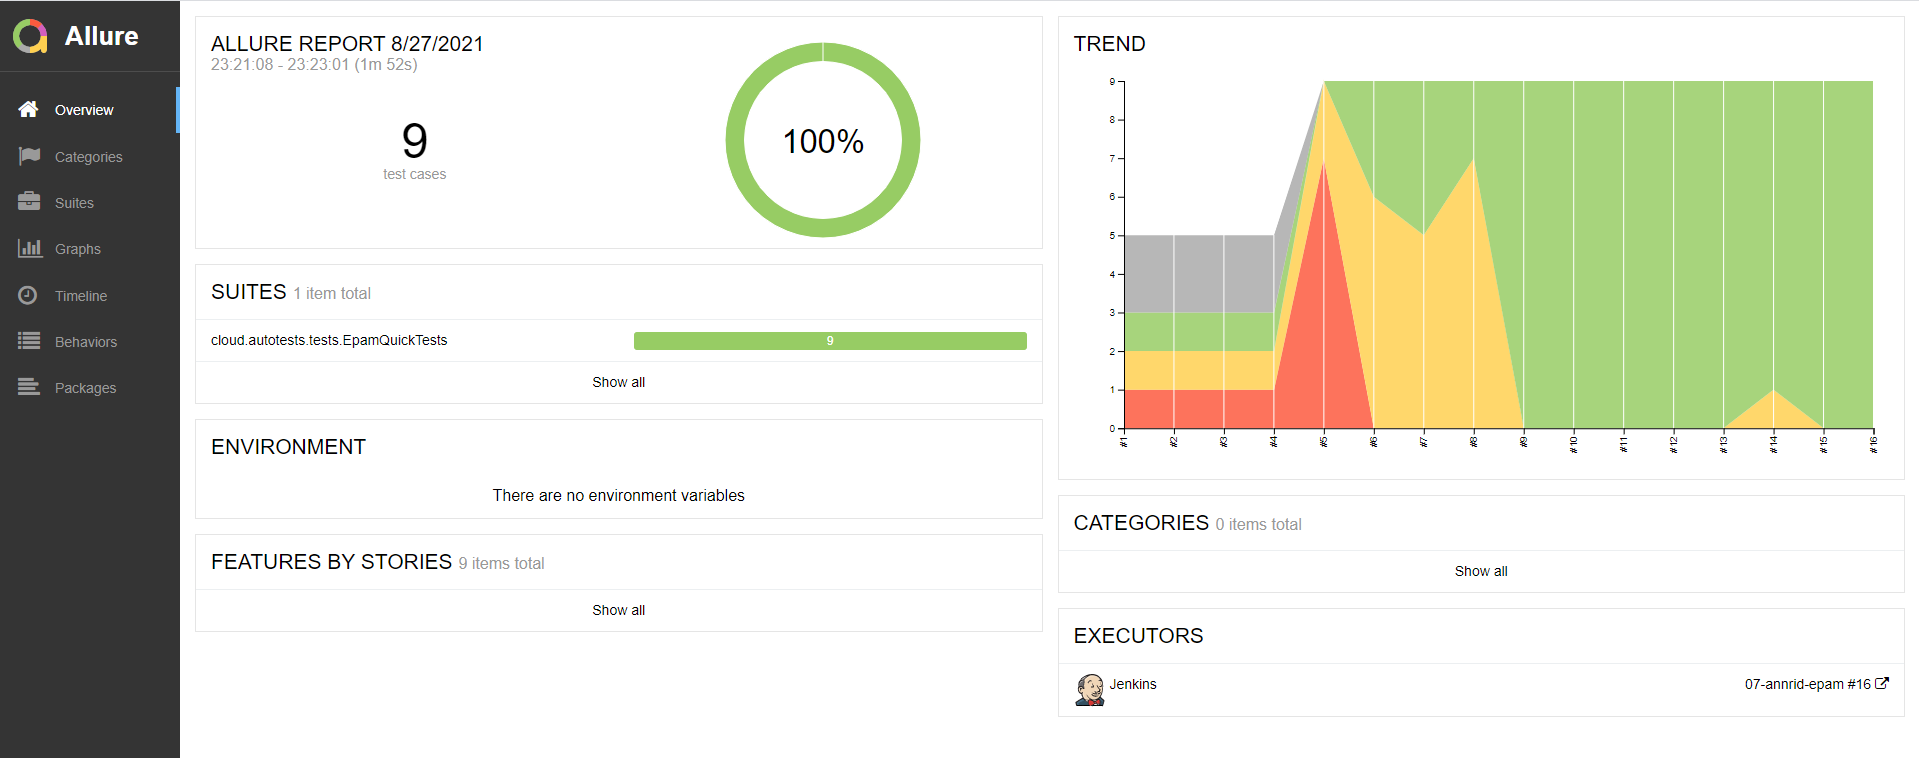 Allure
Overview
Categories
Suites
Graphs
Timeline
Behaviors
Packages
ALLURE REPORT 8/27/2021
23:21:08 - 23:23:01 (1m 52s)
9
test cases
100%
SUITES 1 item total
cloud.autotests.tests.EpamQuickTests 9
Show all
ENVIRONMENT
There are no environment variables
FEATURES BY STORIES 9 items total
Show all
TREND
9
8
7
6
5
4
3
2
1
0
#1 #2 #3 #4 #5 #6 #7 #8 #9 #10 #11 #12 #13 #14 #15 #16
CATEGORIES 0 items total
Show all
EXECUTORS
Jenkins 07-annrid-epam #16